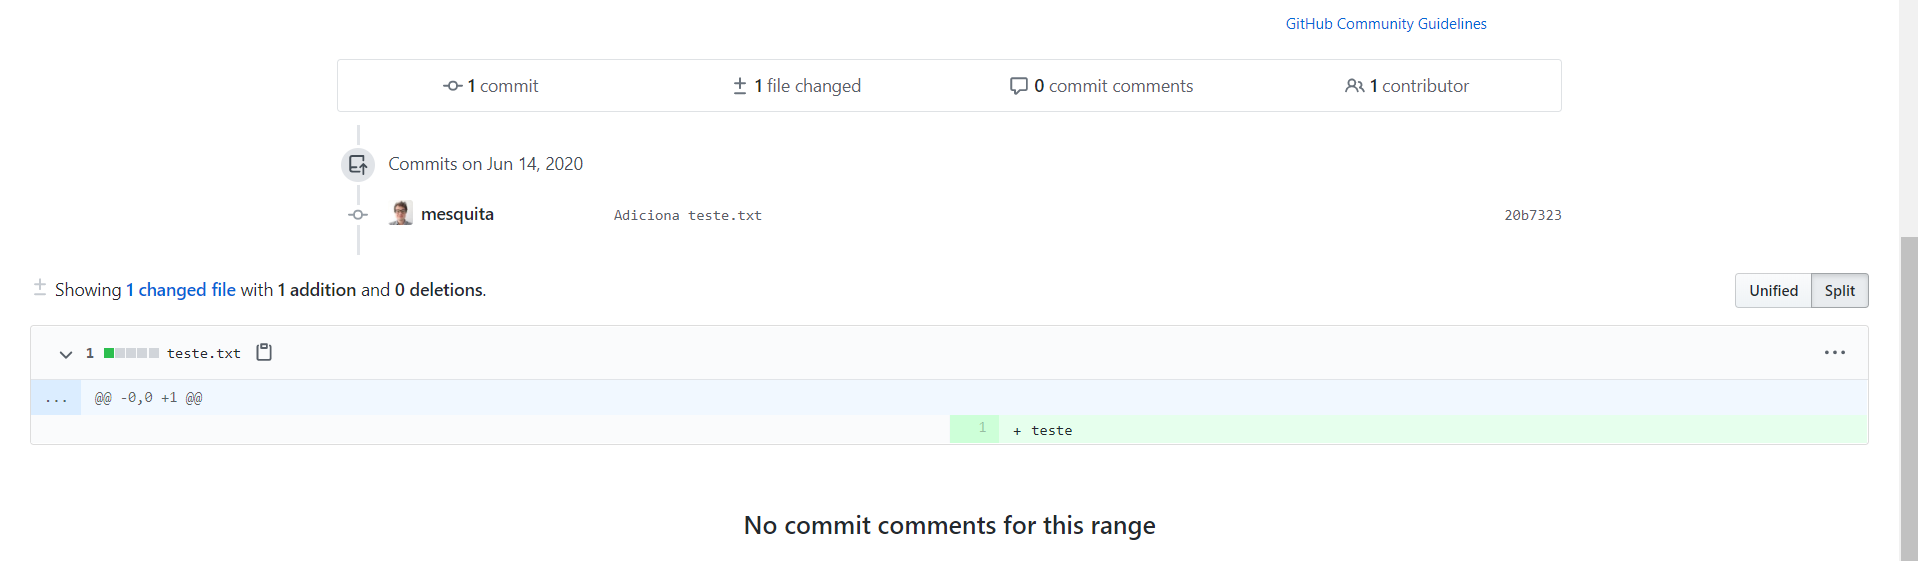 GitHub Community Guidelines
1 commit
1 file changed
0 commit comments
1 contributor
Commits on Jun 14, 2020
mesquita
Adiciona teste.txt
20b7323
Showing 1 changed file with 1 addition and 0 deletions.
Unified
Split
1
teste.txt
...
@@ -0,0 +1 @@
1
+ teste
No commit comments for this range